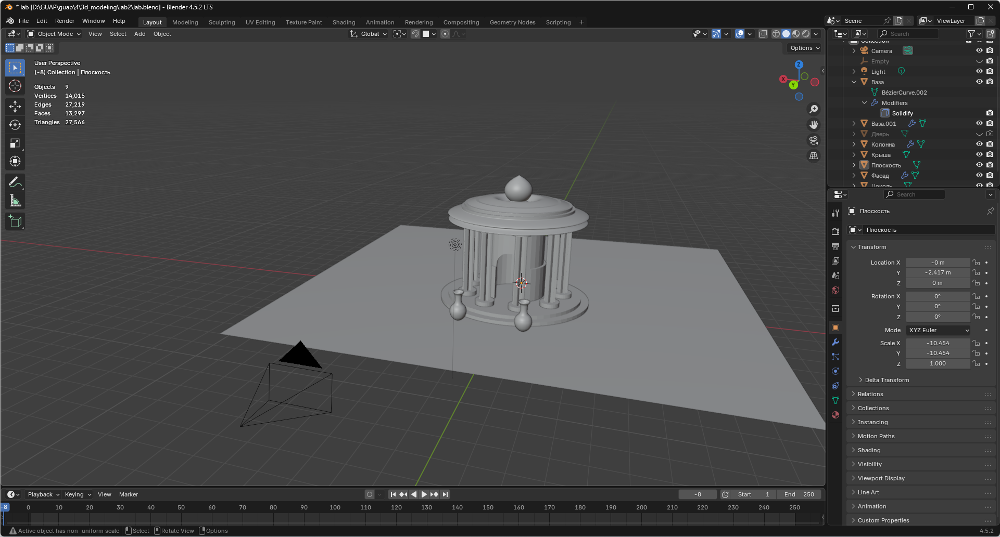 * lab [D:\GUAP\guap\4\3d_modeling\lab2\lab.blend] - Blender 4.5.2 LTS
File Edit Render Window Help Layout Modeling Sculpting UV Editing Texture Paint Shading Animation Rendering Compositing Geometry Nodes Scripting + Scene ViewLayer
Object Mode View Select Add Object Global Search
Options
User Perspective
(-8) Collection | Плоскость
Objects 9
Vertices 14,015
Edges 27,219
Faces 13,297
Triangles 27,566
Z
X
Y
Collection
Camera
Empty
Light
Ваза
BézierCurve.002
Modifiers
Solidify
Ваза.001
Дверь
Колонна
Крыша
Плоскость
Фасад
Цоколь
Search
Плоскость
Плоскость
Transform
Location X -0 m
Y -2.417 m
Z 0 m
Rotation X 0°
Y 0°
Z 0°
Mode XYZ Euler
Scale X -10.454
Y -10.454
Z 1.000
Delta Transform
Relations
Collections
Instancing
Motion Paths
Shading
Visibility
Viewport Display
Line Art
Animation
Custom Properties
Playback Keying View Marker -8 Start 1 End 250
-8 0 10 20 30 40 50 60 70 80 90 100 110 120 130 140 150 160 170 180 190 200 210 220 230 240 250
Active object has non-uniform scale Select Rotate View Options 4.5.2